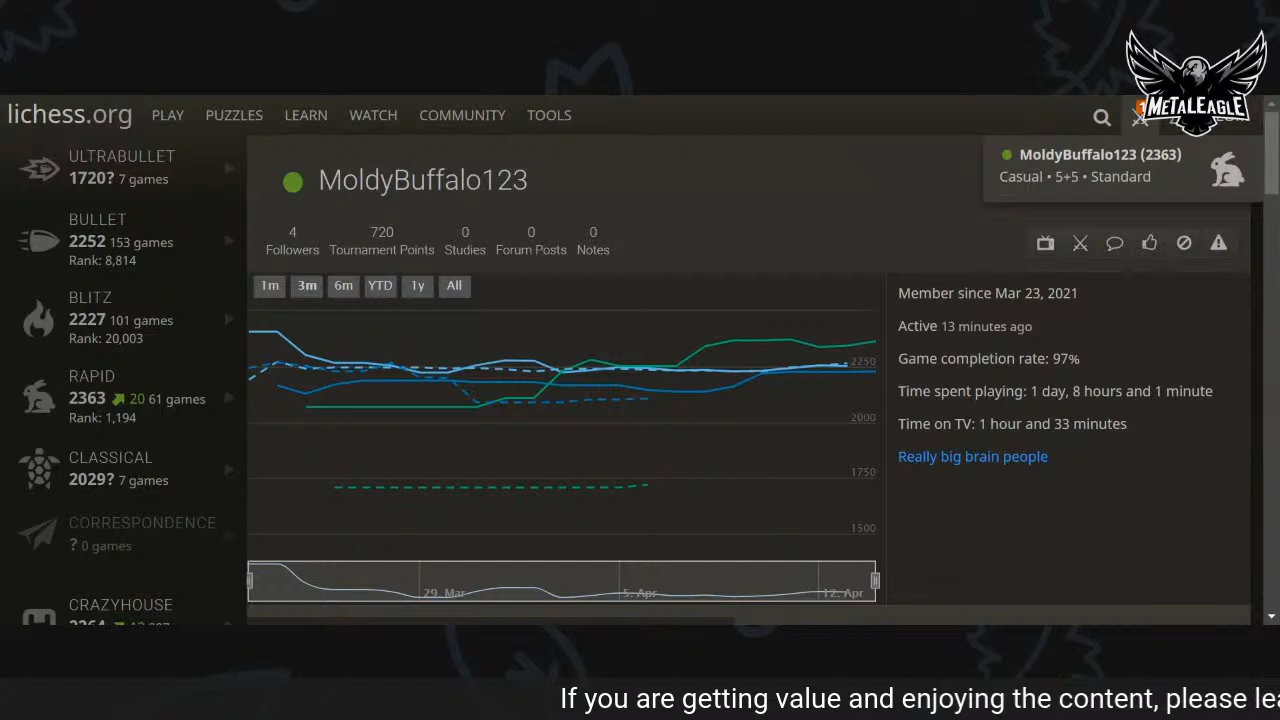 METALEAGLE
lichess.org PLAY PUZZLES LEARN WATCH COMMUNITY TOOLS
MoldyBuffalo123 (2363)
Casual • 5+5 • Standard
ULTRABULLET
1720? 7 games
BULLET
2252 153 games
Rank: 8,814
BLITZ
2227 101 games
Rank: 20,003
RAPID
2363 20 61 games
Rank: 1,194
CLASSICAL
2029? 7 games
CORRESPONDENCE
? 0 games
CRAZYHOUSE
MoldyBuffalo123
4 720 0 0 0
Followers Tournament Points Studies Forum Posts Notes
1m 3m 6m YTD 1y All
2250
2000
1750
1500
29. Mar 5. Apr 12. Apr
Member since Mar 23, 2021
Active 13 minutes ago
Game completion rate: 97%
Time spent playing: 1 day, 8 hours and 1 minute
Time on TV: 1 hour and 33 minutes
Really big brain people
If you are getting value and enjoying the content, please lea